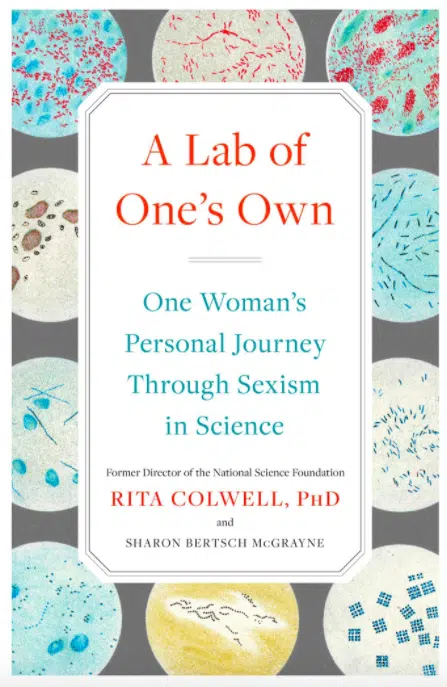 A Lab of
One's Own
One Woman's
Personal Journey
Through Sexism
in Science
Former Director of the National Science Foundation
RITA COLWELL, PHD
and
SHARON BERTSCH McGRAYNE